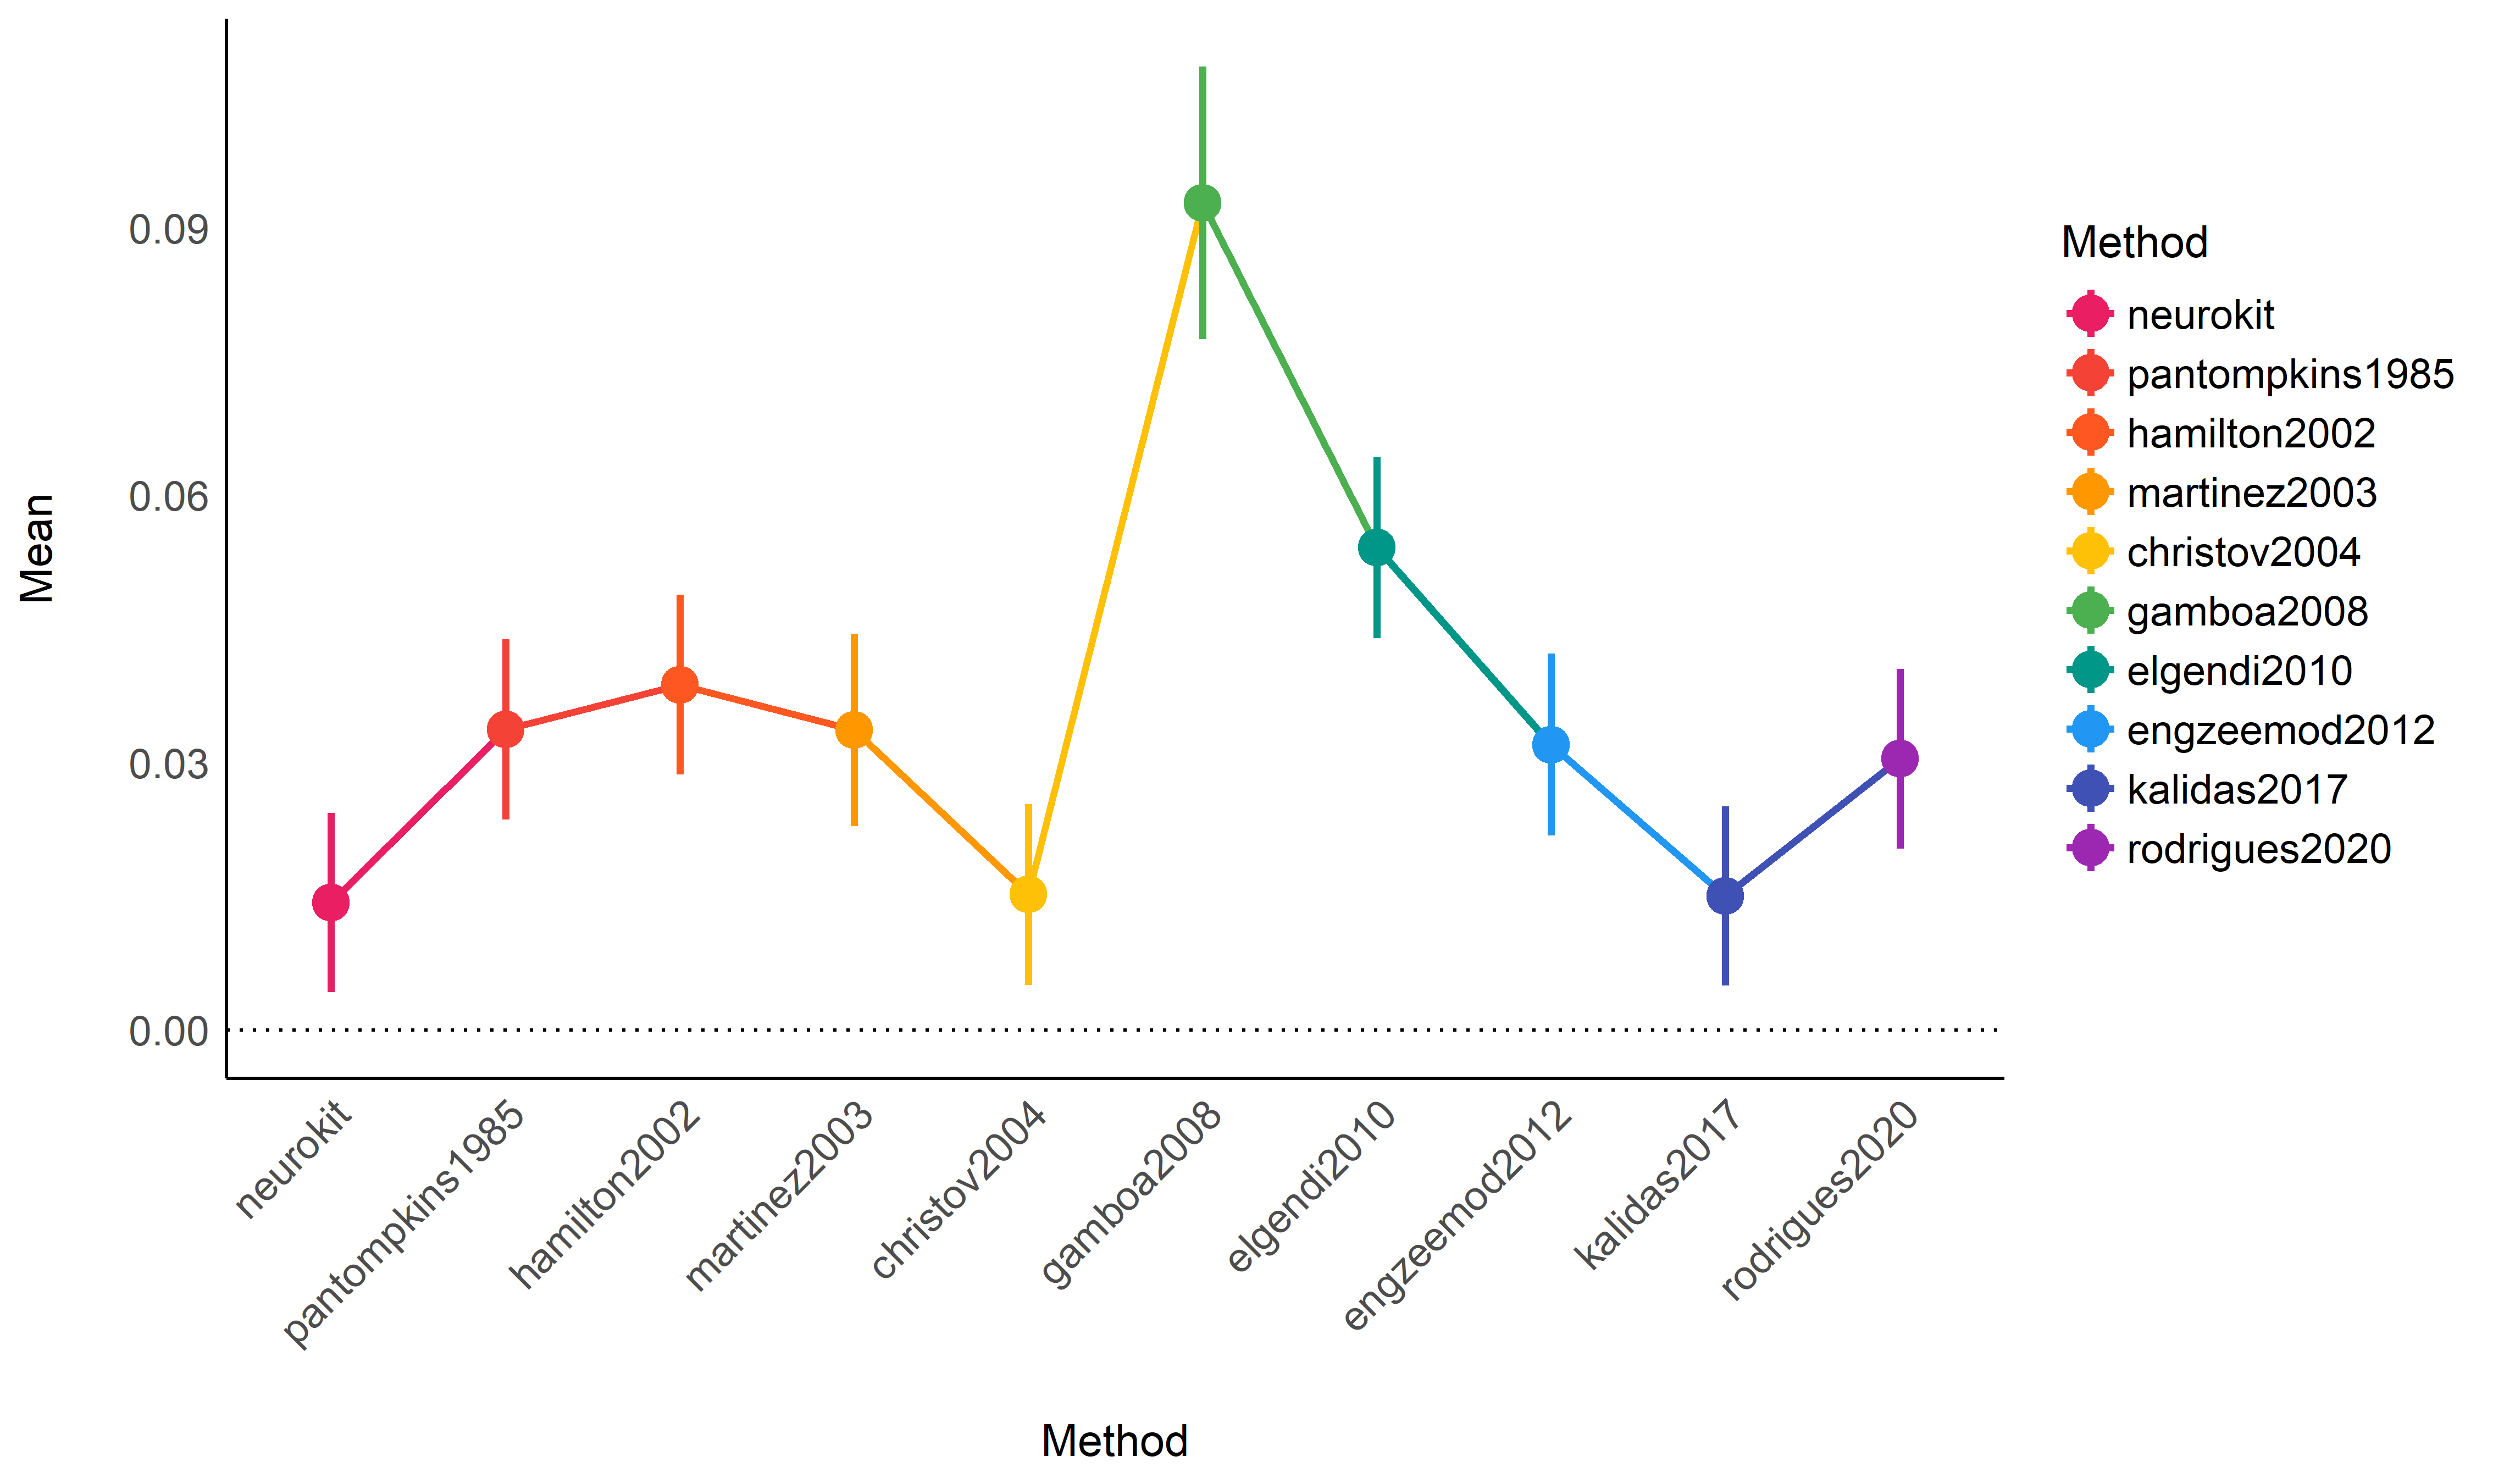 Mean
0.09
0.06
0.03
0.00
neurokit
pantompkins1985
hamilton2002
martinez2003
christov2004
gamboa2008
elgendi2010
engzeemod2012
kalidas2017
rodrigues2020
Method
Method
neurokit
pantompkins1985
hamilton2002
martinez2003
christov2004
gamboa2008
elgendi2010
engzeemod2012
kalidas2017
rodrigues2020